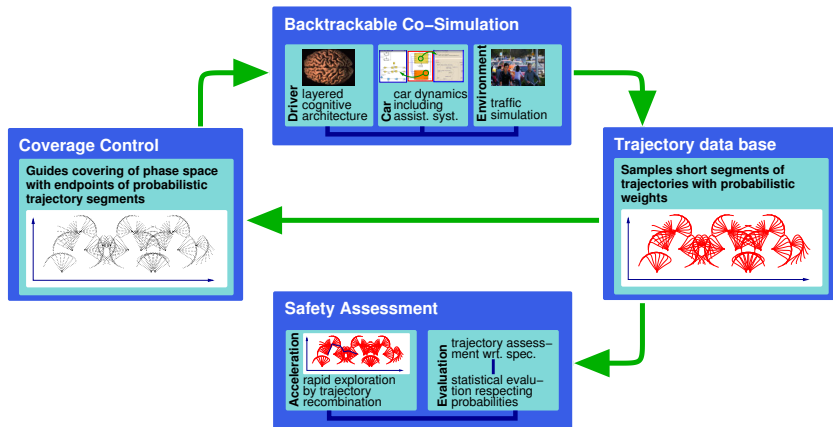 Backtrackable Co−Simulation
Driver
layered
cognitive
architecture
Car
car dynamics
including
assist. syst.
Environment
traffic
simulation
Coverage Control
Guides covering of phase space
with endpoints of probabilistic
trajectory segments
Trajectory data base
Samples short segments of
trajectories with probabilistic
weights
Safety Assessment
Acceleration
rapid exploration
by trajectory
recombination
Evaluation
trajectory assess−
ment wrt. spec.
statistical evalu−
tion respecting
probabilities